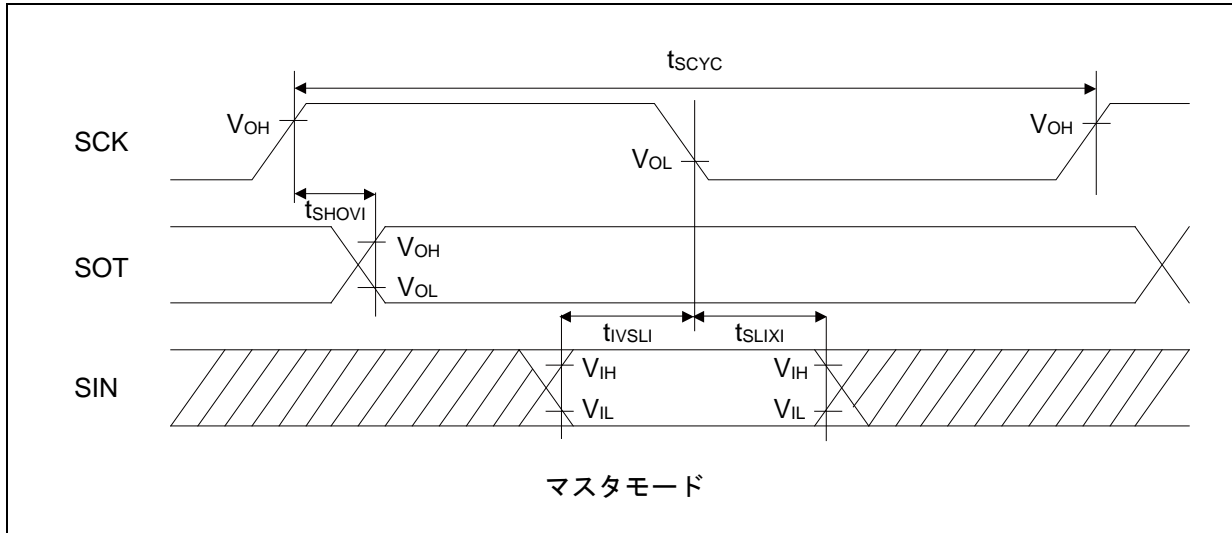 tSCYC
SCK
VOH
VOL
VOH
tSHOVI
SOT
VOH
VOL
tIVSLI
tSLIXI
SIN
VIH
VIL
VIH
VIL
マスタモード